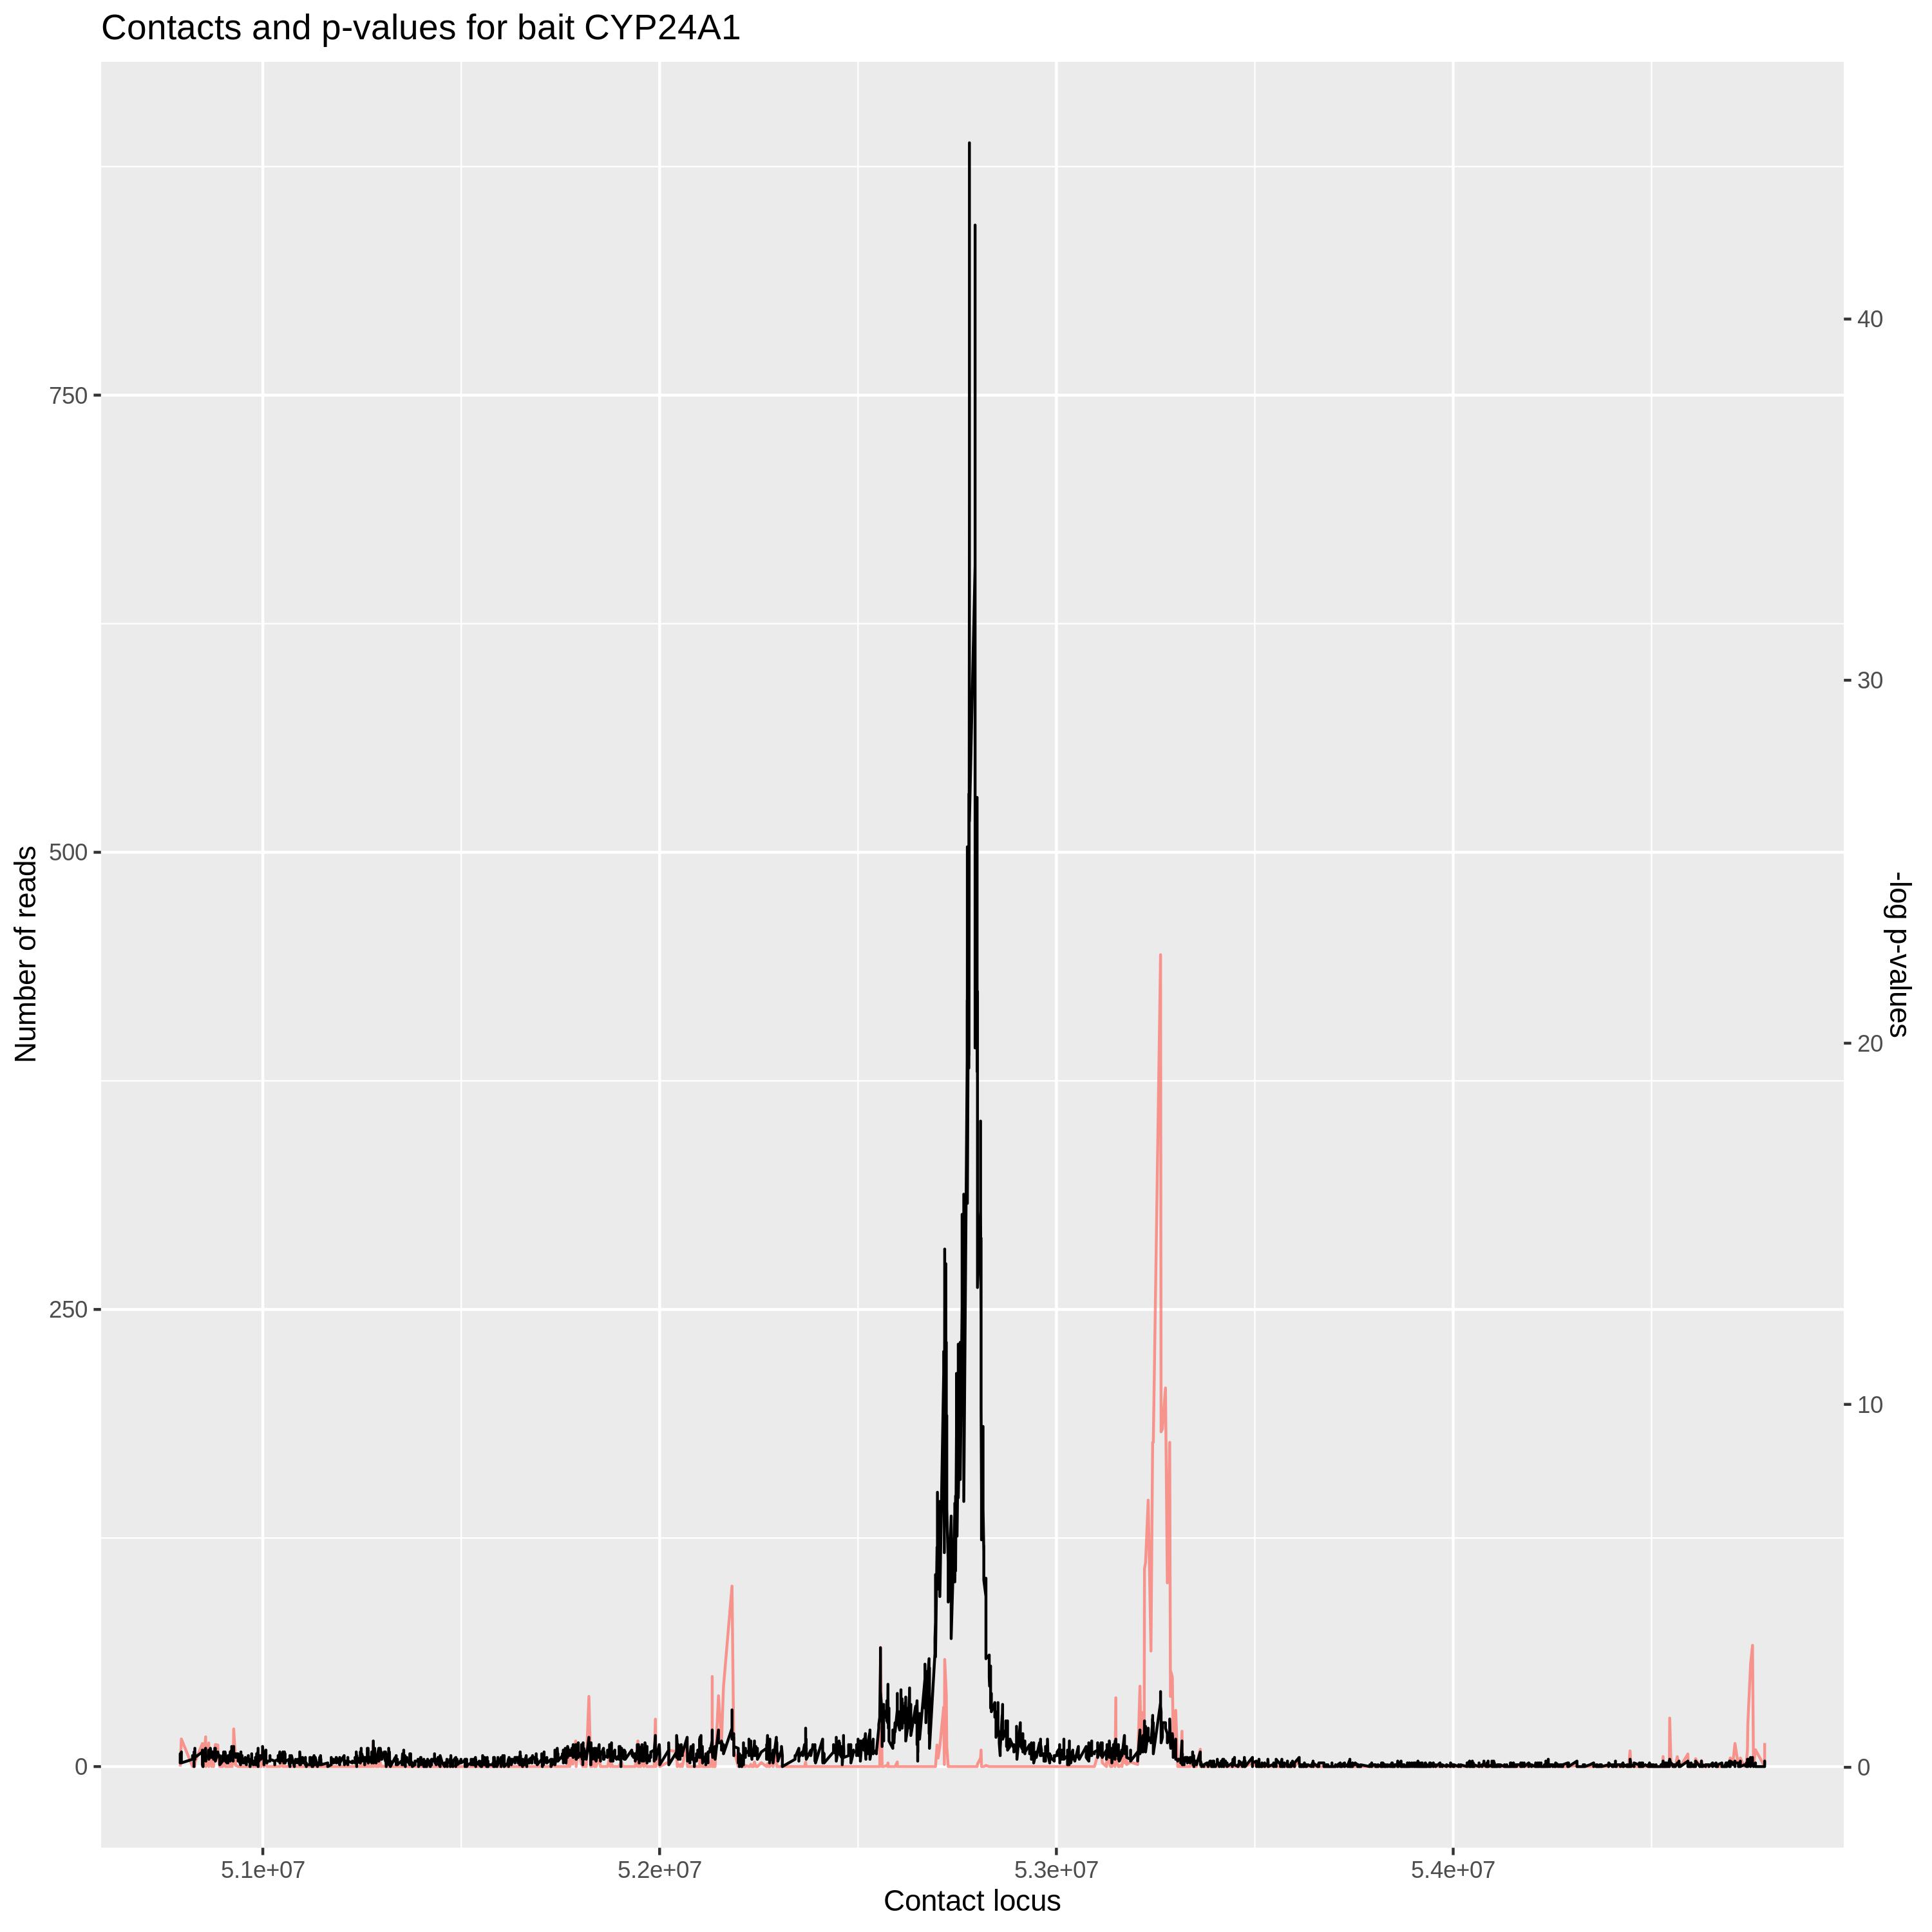 Contacts and p-values for bait CYP24A1
Number of reads
750
500
250
0
-log p-values
40
30
20
10
0
5.1e+07
5.2e+07
5.3e+07
5.4e+07
Contact locus